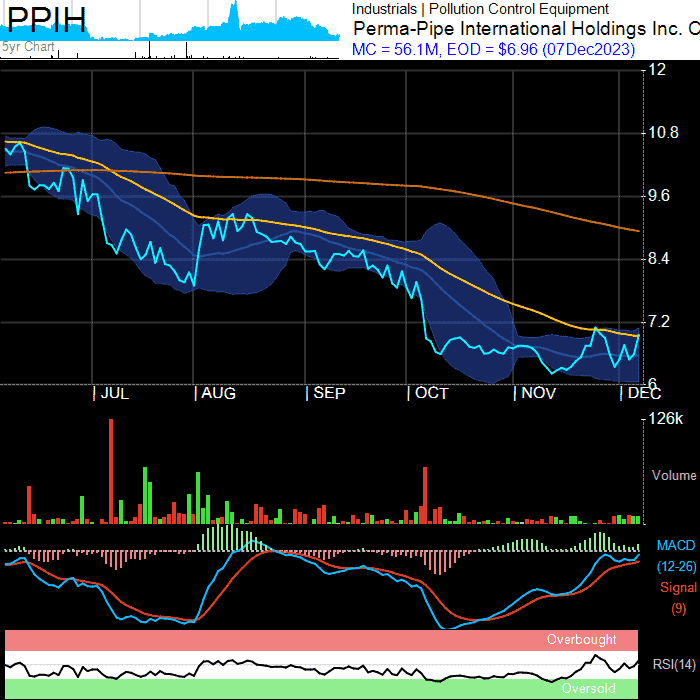 PPIH
5yr Chart
Industrials | Pollution Control Equipment
Perma-Pipe International Holdings Inc. C
MC = 56.1M, EOD = $6.96 (07Dec2023)
12
10.8
9.6
8.4
7.2
6
JUL AUG SEP OCT NOV DEC
126k
Volume
MACD
(12-26)
Signal
(9)
Overbought
RSI(14)
Oversold